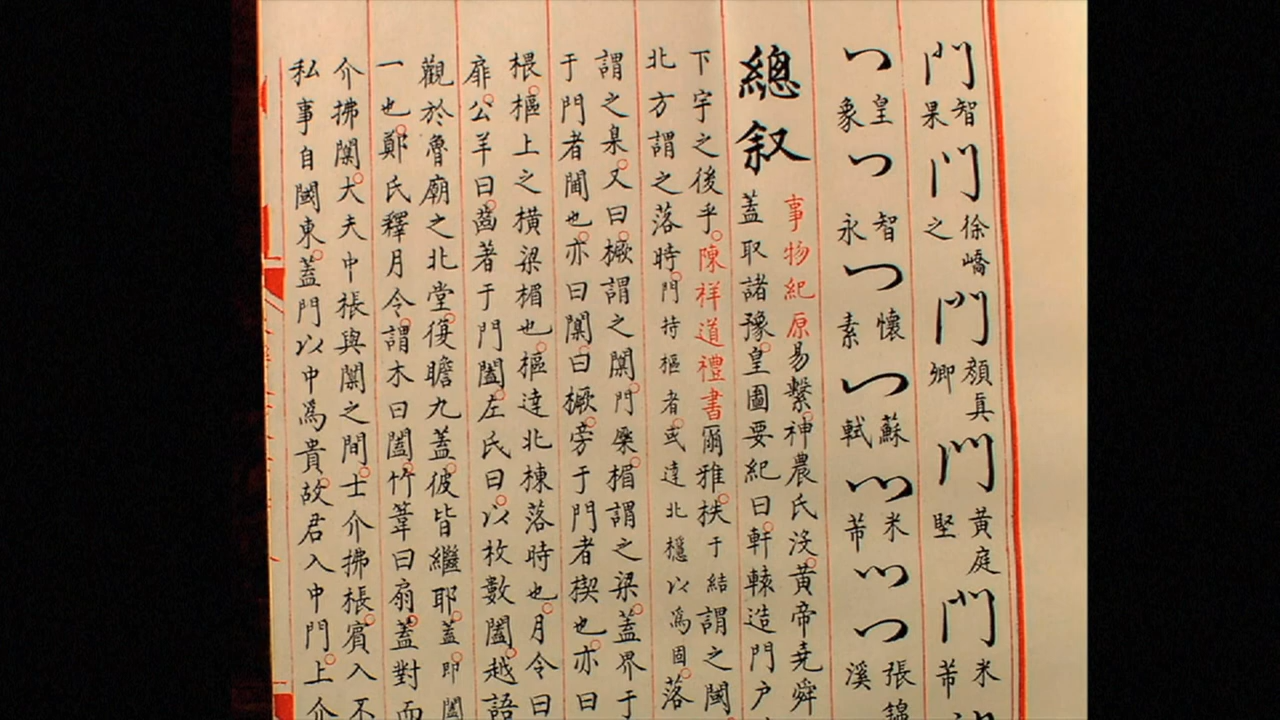 門 智果 門 徐嶠之 門 顏真卿 門 黃庭堅 門 米芾
皇象 智永 懷素 蘇軾 米芾 張錦溪
總叙 事物紀原易繫神農氏沒黃帝堯舜
蓋取諸豫皇圖要紀曰軒轅造門戶
下宇之後乎陳祥道禮書爾雅柣于結謂之閾
北方謂之落時門持樞者或達北檼以為固落
謂之臬又曰橛謂之闑門橜楣謂之梁蓋界于
于門者閫也亦曰闑曰橛旁于門者楔也亦曰
根樞上之橫梁楣也樞達北棟落時也月令曰
扉公羊曰齒著于門闔左氏曰以枚數闔越語
觀於魯廟之北堂復瞻九蓋彼皆繼耶蓋即闔
一也鄭氏釋月令謂木曰闔竹葦曰扇蓋對而
介拂闑大夫中棖與闑之間士介拂棖賓入不
私事自闑東蓋門以中為貴故君入中門上介